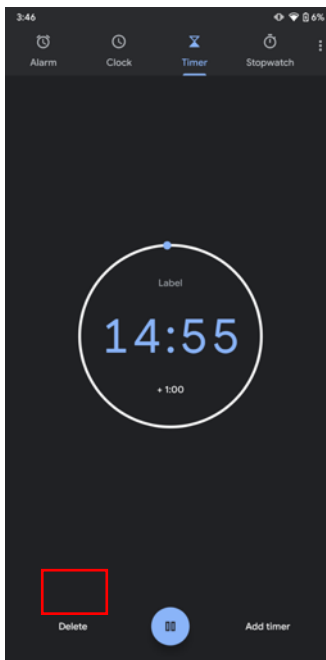 3:46 6%
Alarm Clock Timer Stopwatch
Label
14:55
+ 1:00
Delete Add timer